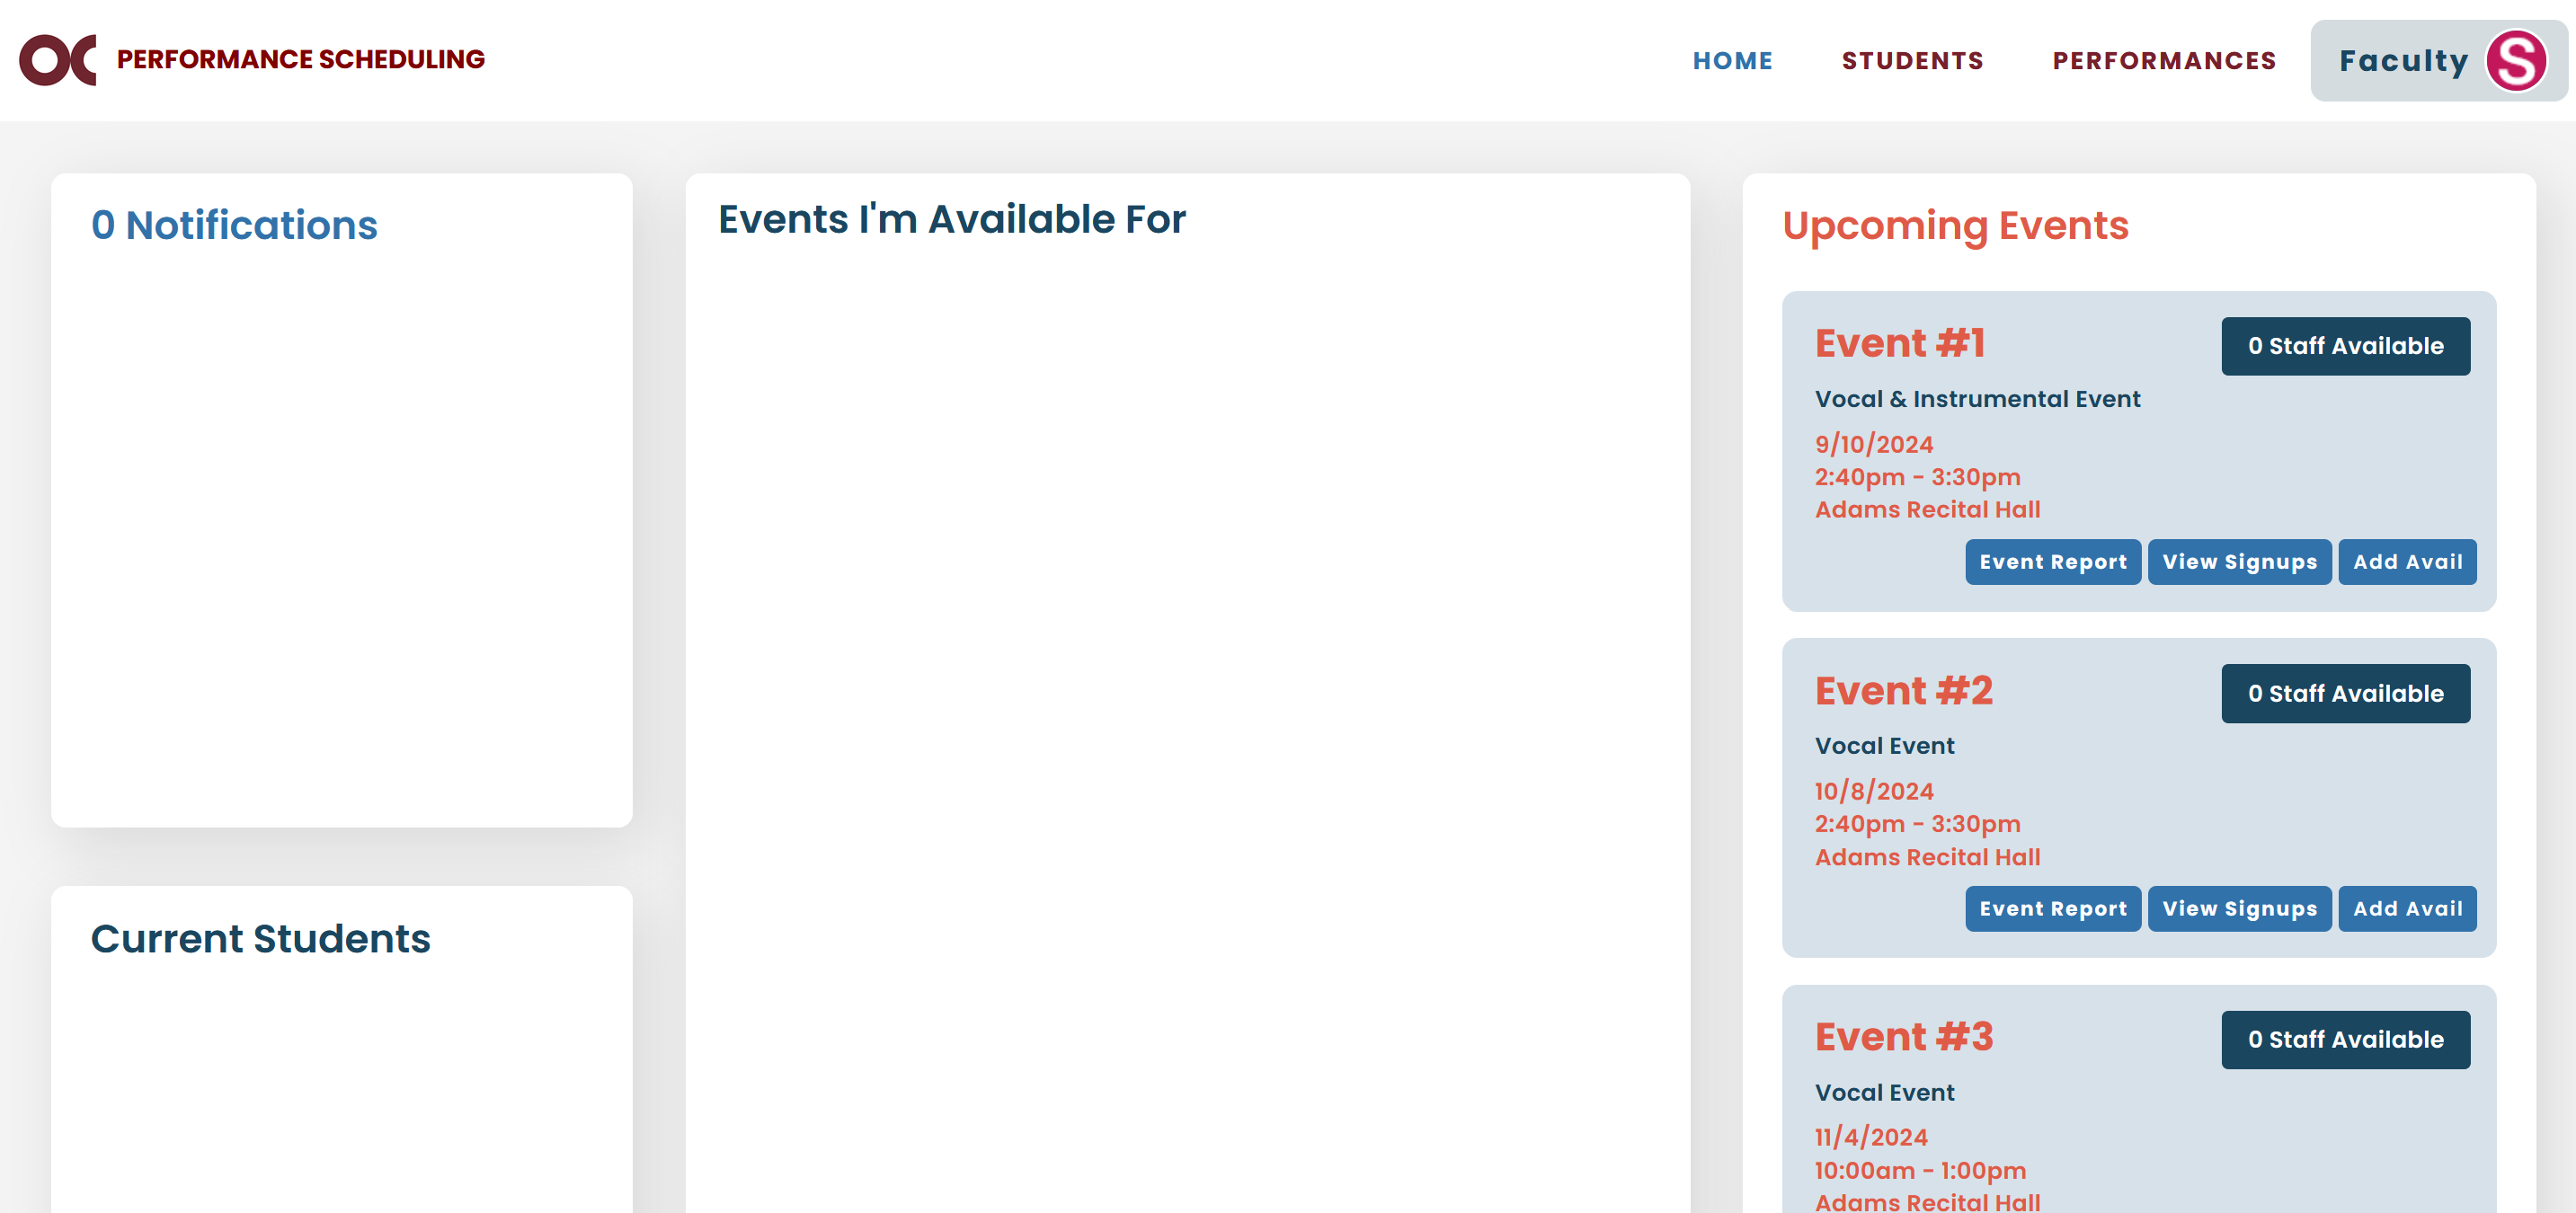 OC PERFORMANCE SCHEDULING
HOME STUDENTS PERFORMANCES Faculty S
0 Notifications
Current Students
Events I'm Available For
Upcoming Events
Event #1 0 Staff Available
Vocal & Instrumental Event
9/10/2024
2:40pm - 3:30pm
Adams Recital Hall
Event Report View Signups Add Avail
Event #2 0 Staff Available
Vocal Event
10/8/2024
2:40pm - 3:30pm
Adams Recital Hall
Event Report View Signups Add Avail
Event #3 0 Staff Available
Vocal Event
11/4/2024
10:00am - 1:00pm
Adams Recital Hall